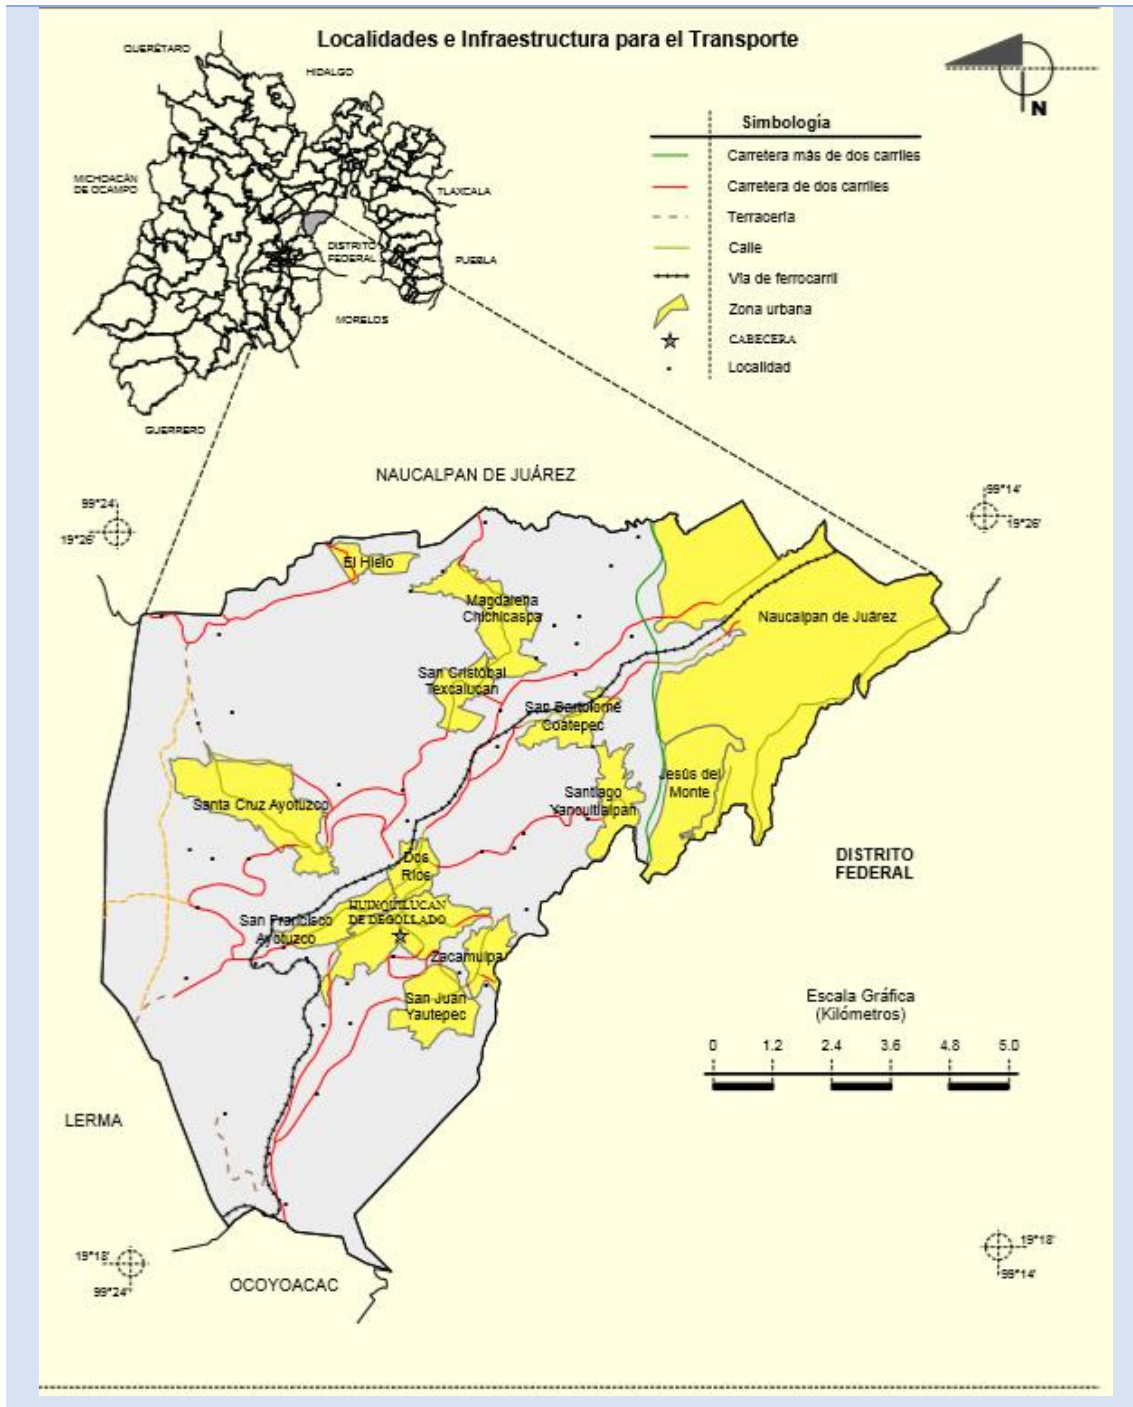 Localidades e Infraestructura para el Transporte
QUERÉTARO
HIDALGO
MICHOACÁN
DE OCAMPO
TLAXCALA
DISTRITO
FEDERAL
PUEBLA
MORELOS
GUERRERO
N
Simbología
Carretera más de dos carriles
Carretera de dos carriles
Terracería
Calle
Vía de ferrocarril
Zona urbana
CABECERA
Localidad
NAUCALPAN DE JUÁREZ
99°24'
19°26'
99°14'
19°26'
El Hielo
Magdalena
Chichicaspa
Naucalpan de Juárez
San Cristóbal
Texcalucan
San Bartolomé
Coatepec
Jesús del
Monte
Santiago
Yancuitlalpan
Santa Cruz Ayotuzco
Dos
Ríos
DISTRITO
FEDERAL
HUIXQUILUCAN
DE DEGOLLADO
San Francisco
Ayotuzco
Zacamulpa
San Juan
Yautepec
Escala Gráfica
(Kilómetros)
0 1.2 2.4 3.6 4.8 5.0
LERMA
19°18'
99°24'
OCOYOACAC
19°18'
99°14'